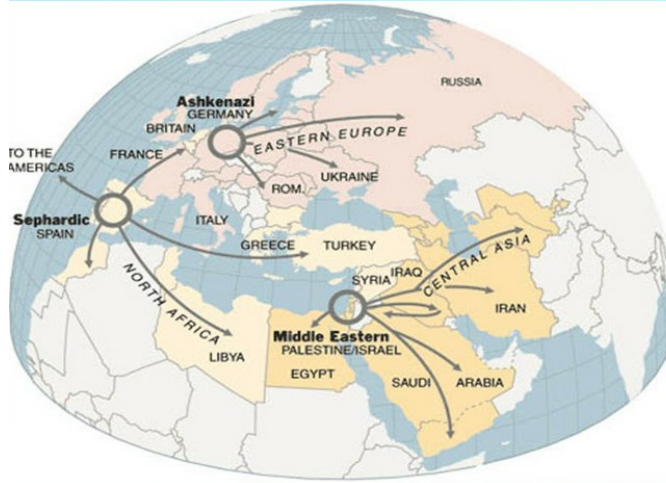 RUSSIA
Ashkenazi
GERMANY
BRITAIN
EASTERN EUROPE
TO THE
AMERICAS
FRANCE
UKRAINE
ROM.
Sephardic
SPAIN
ITALY
GREECE
TURKEY
SYRIA
IRAQ
CENTRAL ASIA
NORTH AFRICA
IRAN
Middle Eastern
PALESTINE/ISRAEL
LIBYA
EGYPT
SAUDI ARABIA